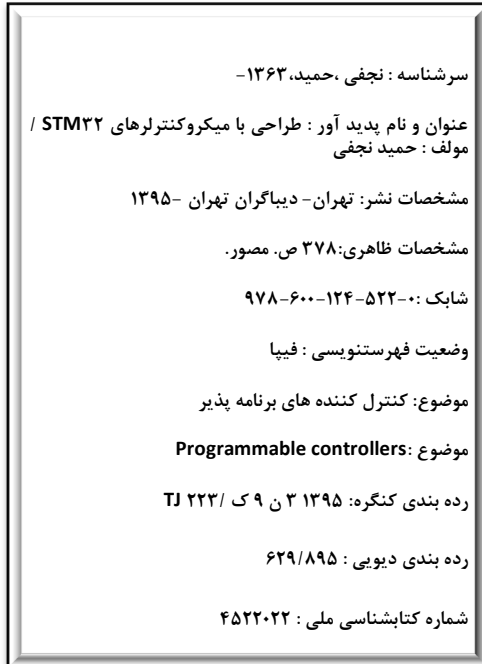 سرشناسه : نجفی ،حمید،۱۳۶۳-
عنوان و نام پدید آور : طراحی با میکروکنترلرهای STM۳۲ /
مولف : حمید نجفی
مشخصات نشر: تهران- دیباگران تهران -۱۳۹۵
مشخصات ظاهری:۳۷۸ ص. مصور.
شابک :۰-۵۲۲-۱۲۴-۶۰۰-۹۷۸
وضعیت فهرستنویسی : فیپا
موضوع: کنترل کننده های برنامه پذیر
موضوع :Programmable controllers
رده بندی کنگره: ۱۳۹۵ ۳ ن ۹ ک /۲۲۳ TJ
رده بندی دیویی : ۶۲۹/۸۹۵
شماره کتابشناسی ملی : ۴۵۲۲۰۲۲